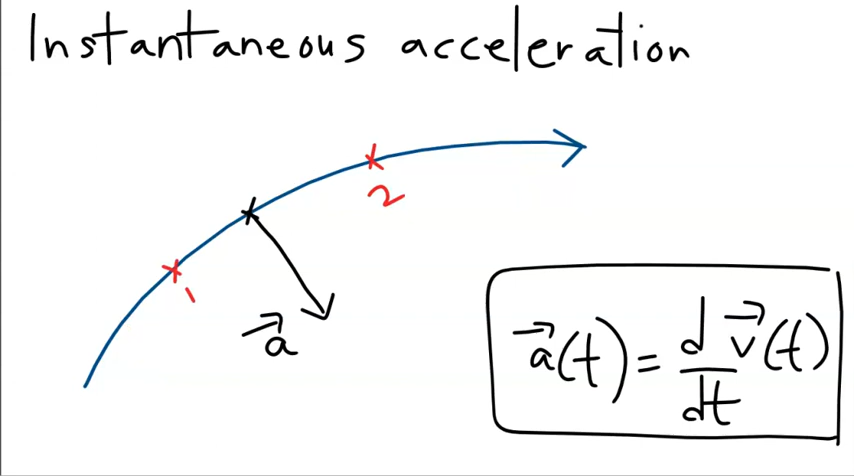 Instantaneous acceleration
2
1
a⃗
a⃗(t) = d/dt v⃗(t)